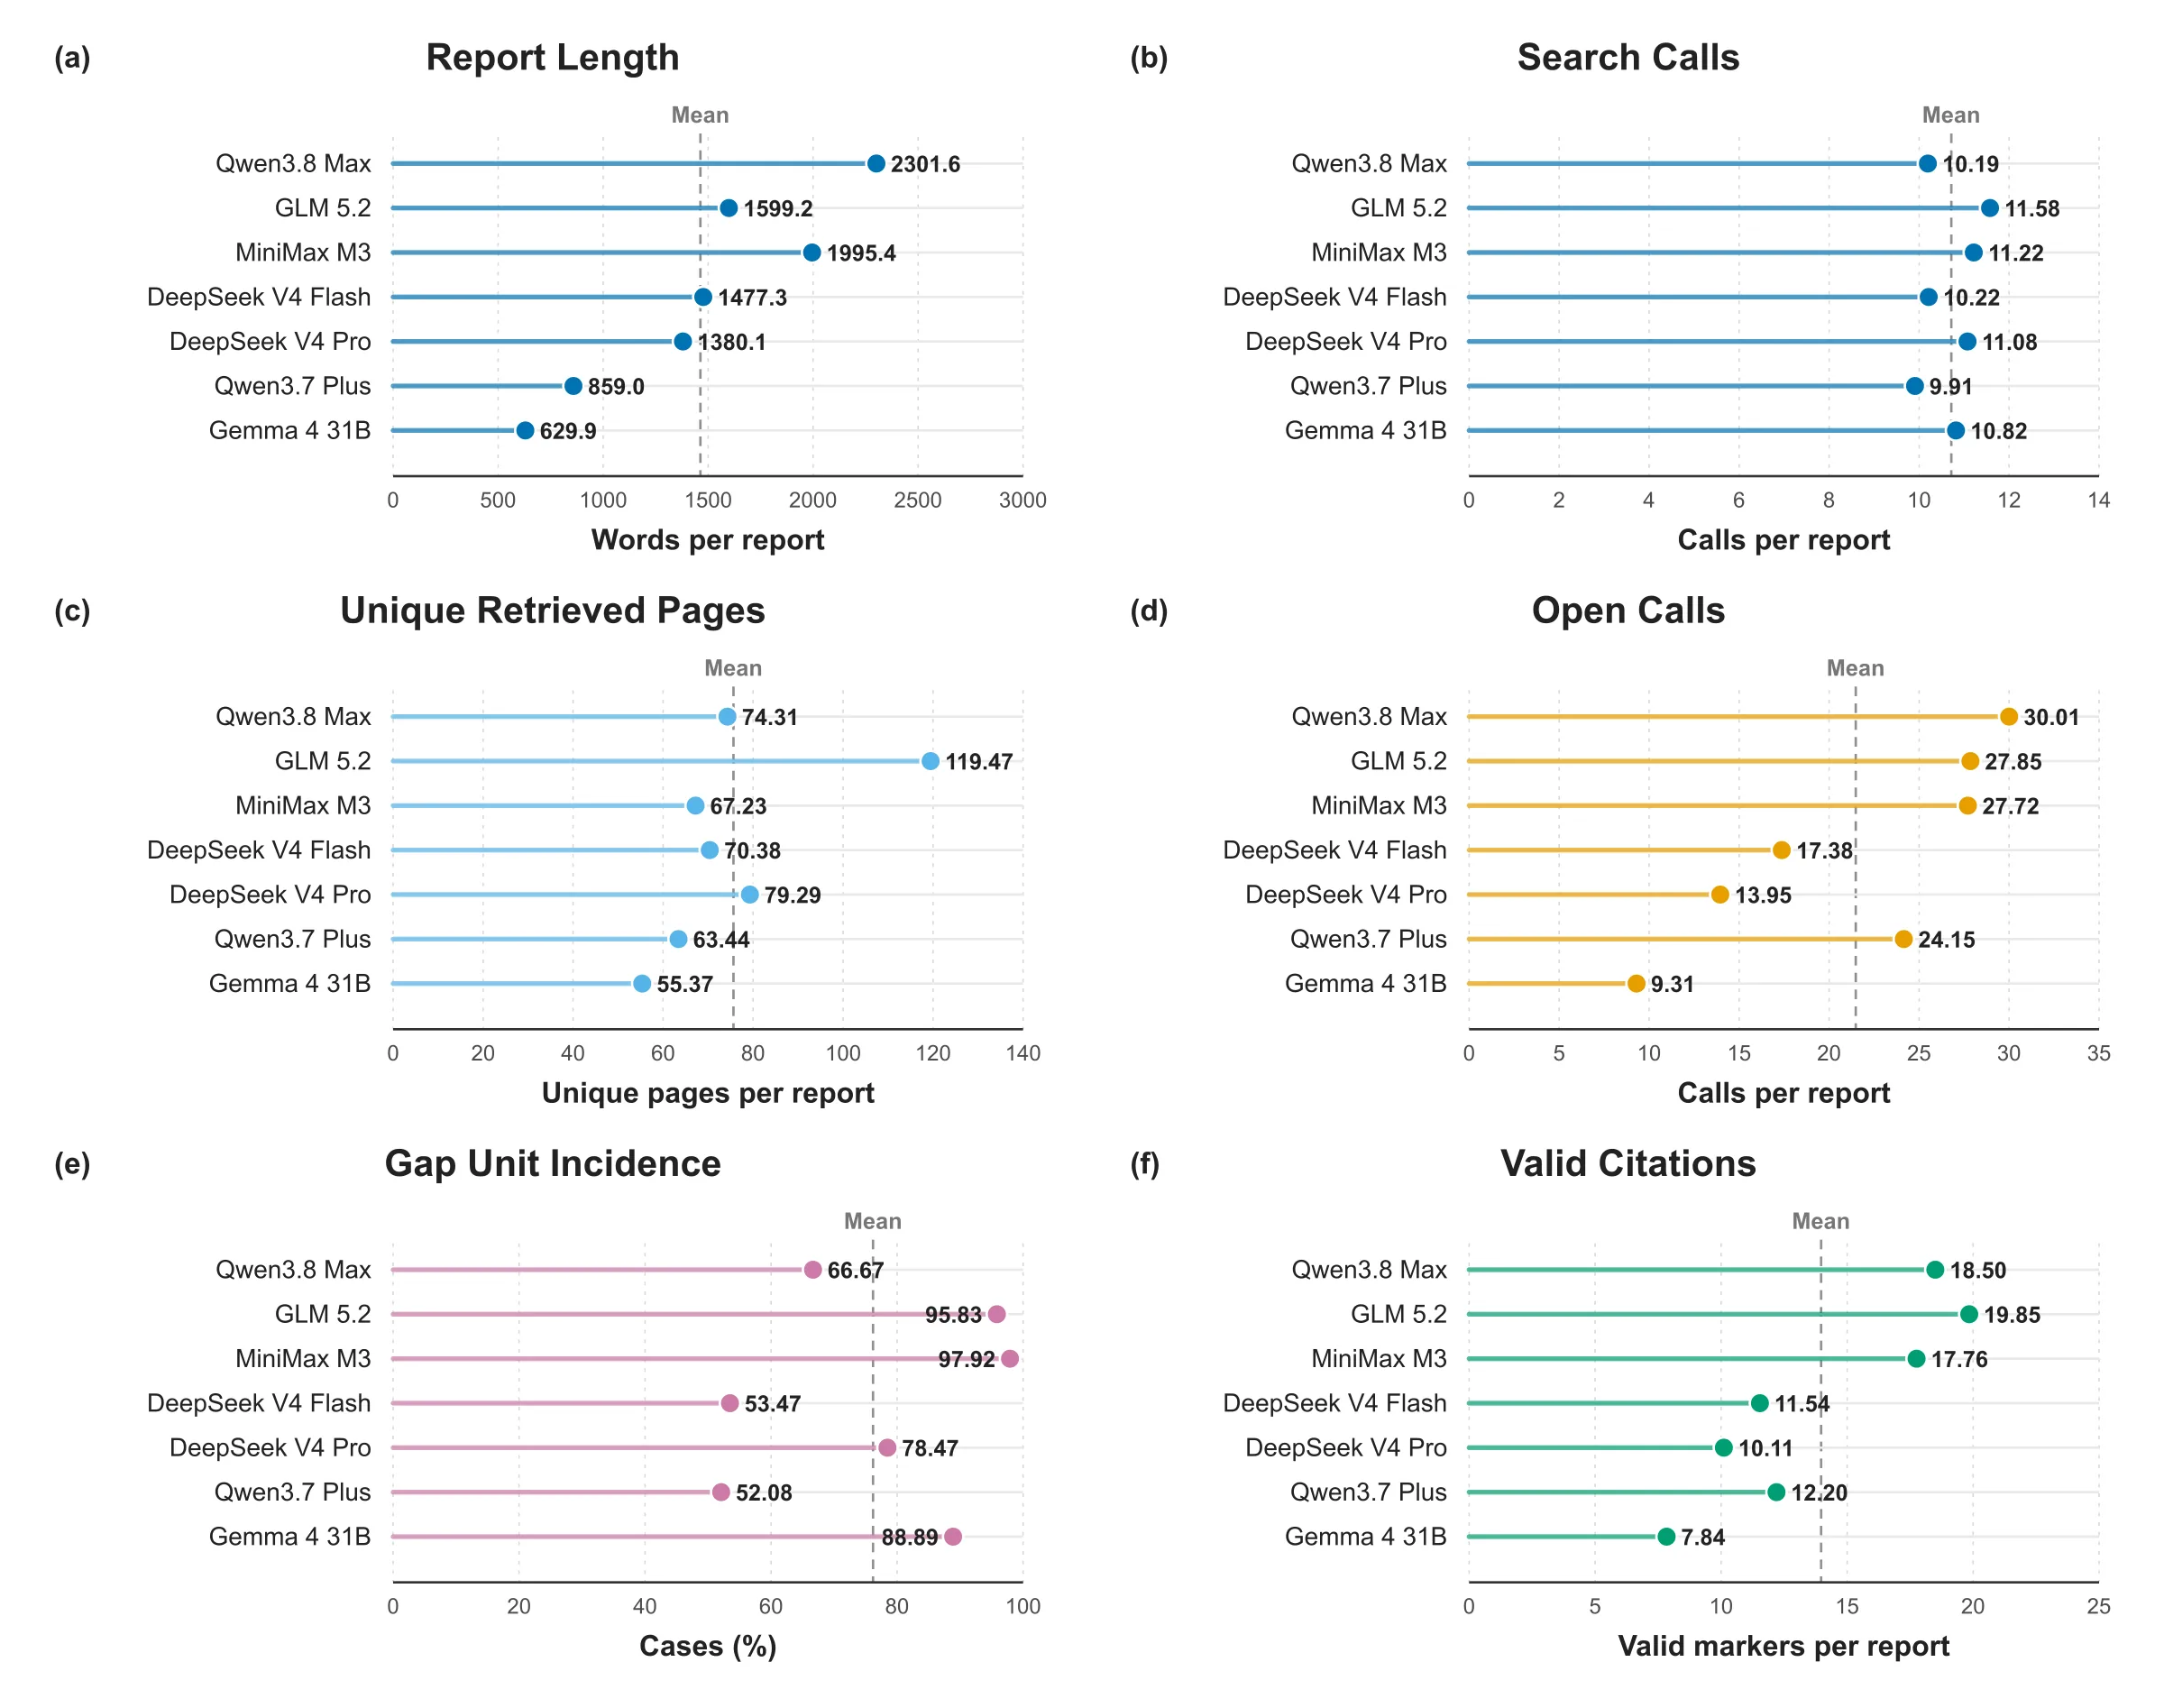 (a) Report Length
Mean
Qwen3.8 Max 2301.6
GLM 5.2 1599.2
MiniMax M3 1995.4
DeepSeek V4 Flash 1477.3
DeepSeek V4 Pro 1380.1
Qwen3.7 Plus 859.0
Gemma 4 31B 629.9
0 500 1000 1500 2000 2500 3000
Words per report
(b) Search Calls
Mean
Qwen3.8 Max 10.19
GLM 5.2 11.58
MiniMax M3 11.22
DeepSeek V4 Flash 10.22
DeepSeek V4 Pro 11.08
Qwen3.7 Plus 9.91
Gemma 4 31B 10.82
0 2 4 6 8 10 12 14
Calls per report
(c) Unique Retrieved Pages
Mean
Qwen3.8 Max 74.31
GLM 5.2 119.47
MiniMax M3 67.23
DeepSeek V4 Flash 70.38
DeepSeek V4 Pro 79.29
Qwen3.7 Plus 63.44
Gemma 4 31B 55.37
0 20 40 60 80 100 120 140
Unique pages per report
(d) Open Calls
Mean
Qwen3.8 Max 30.01
GLM 5.2 27.85
MiniMax M3 27.72
DeepSeek V4 Flash 17.38
DeepSeek V4 Pro 13.95
Qwen3.7 Plus 24.15
Gemma 4 31B 9.31
0 5 10 15 20 25 30 35
Calls per report
(e) Gap Unit Incidence
Mean
Qwen3.8 Max 66.67
GLM 5.2 95.83
MiniMax M3 97.92
DeepSeek V4 Flash 53.47
DeepSeek V4 Pro 78.47
Qwen3.7 Plus 52.08
Gemma 4 31B 88.89
0 20 40 60 80 100
Cases (%)
(f) Valid Citations
Mean
Qwen3.8 Max 18.50
GLM 5.2 19.85
MiniMax M3 17.76
DeepSeek V4 Flash 11.54
DeepSeek V4 Pro 10.11
Qwen3.7 Plus 12.20
Gemma 4 31B 7.84
0 5 10 15 20 25
Valid markers per report